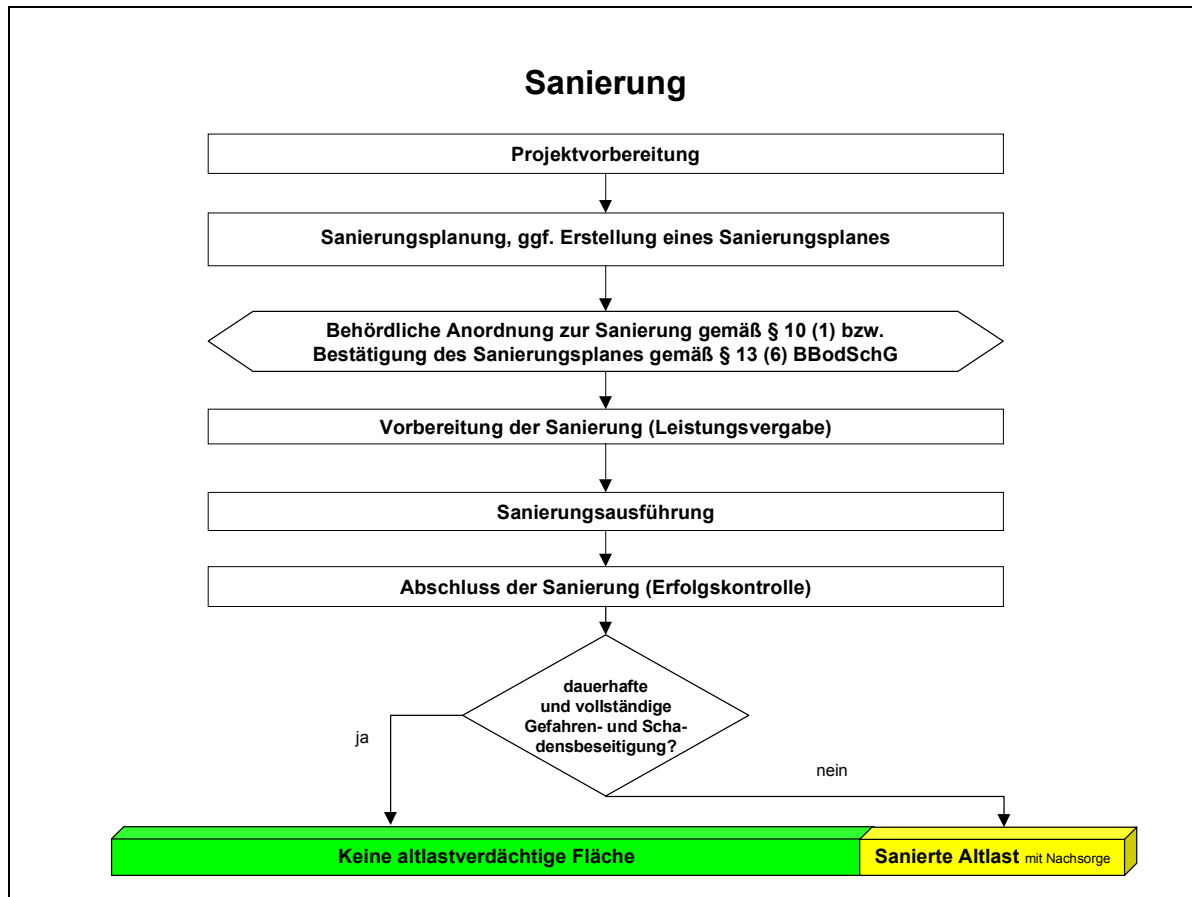 Sanierung
Projektvorbereitung
Sanierungsplanung, ggf. Erstellung eines Sanierungsplanes
Behördliche Anordnung zur Sanierung gemäß § 10 (1) bzw.
Bestätigung des Sanierungsplanes gemäß § 13 (6) BBodSchG
Vorbereitung der Sanierung (Leistungsvergabe)
Sanierungsausführung
Abschluss der Sanierung (Erfolgskontrolle)
dauerhafte
und vollständige
Gefahren- und Scha-
densbeseitigung?
ja
nein
Keine altlastverdächtige Fläche
Sanierte Altlast mit Nachsorge